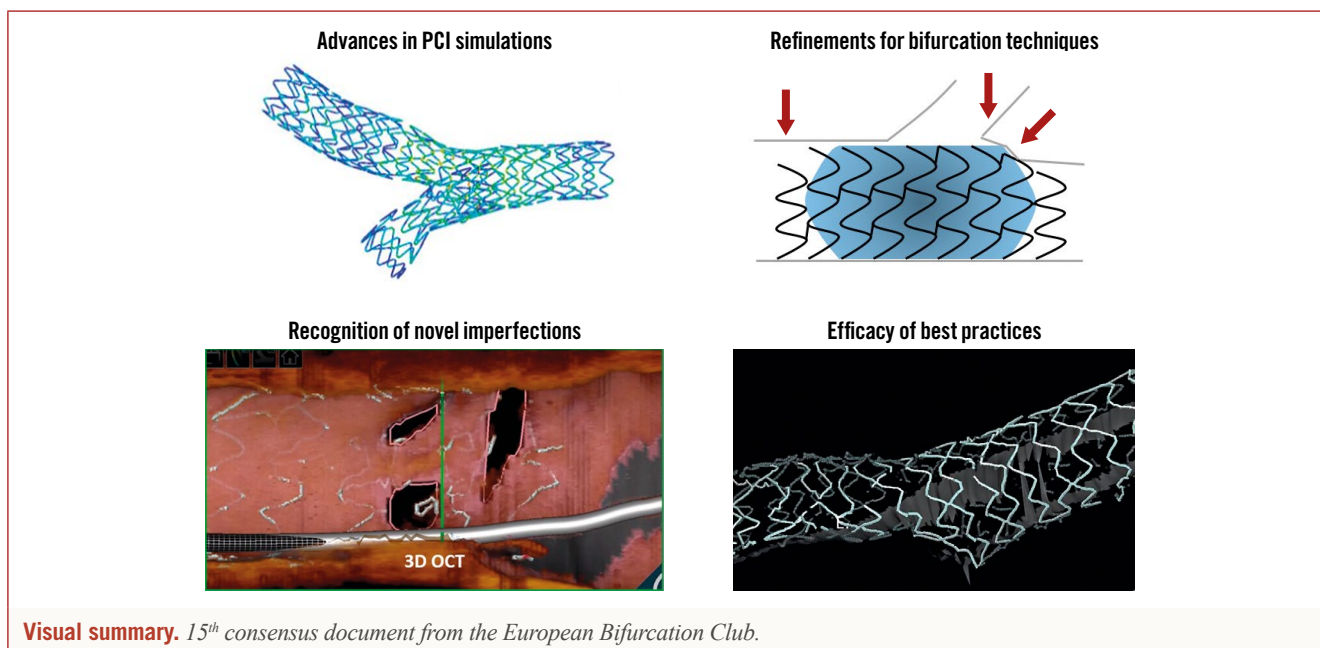 Advances in PCI simulations
Refinements for bifurcation techniques
Recognition of novel imperfections
Efficacy of best practices
3D OCT
Visual summary. 15th consensus document from the European Bifurcation Club.